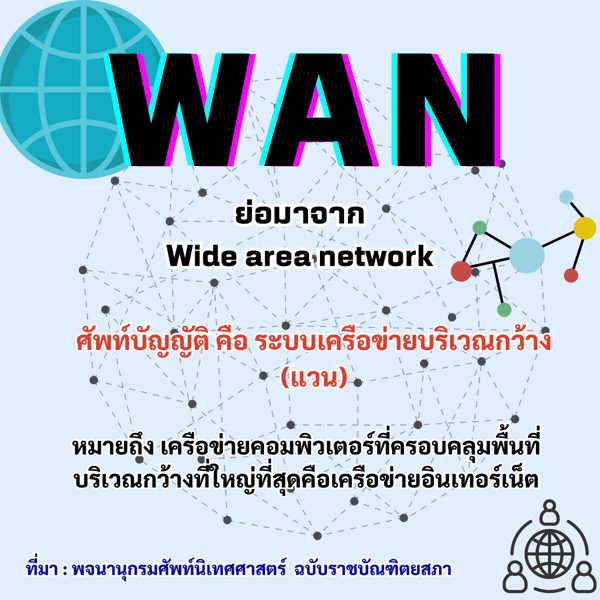 WAN
ย่อมาจาก
Wide area network
ศัพท์บัญญัติ คือ ระบบเครือข่ายบริเวณกว้าง
(แวน)
หมายถึง เครือข่ายคอมพิวเตอร์ที่ครอบคลุมพื้นที่
บริเวณกว้างที่ใหญ่ที่สุดคือเครือข่ายอินเทอร์เน็ต
ที่มา : พจนานุกรมศัพท์นิเทศศาสตร์ ฉบับราชบัณฑิตยสภา